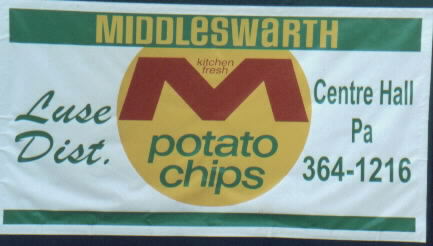 MIDDLESWARTH
kitchen
fresh
M
potato
chips
Luse
Dist.
Centre Hall
Pa
364-1216